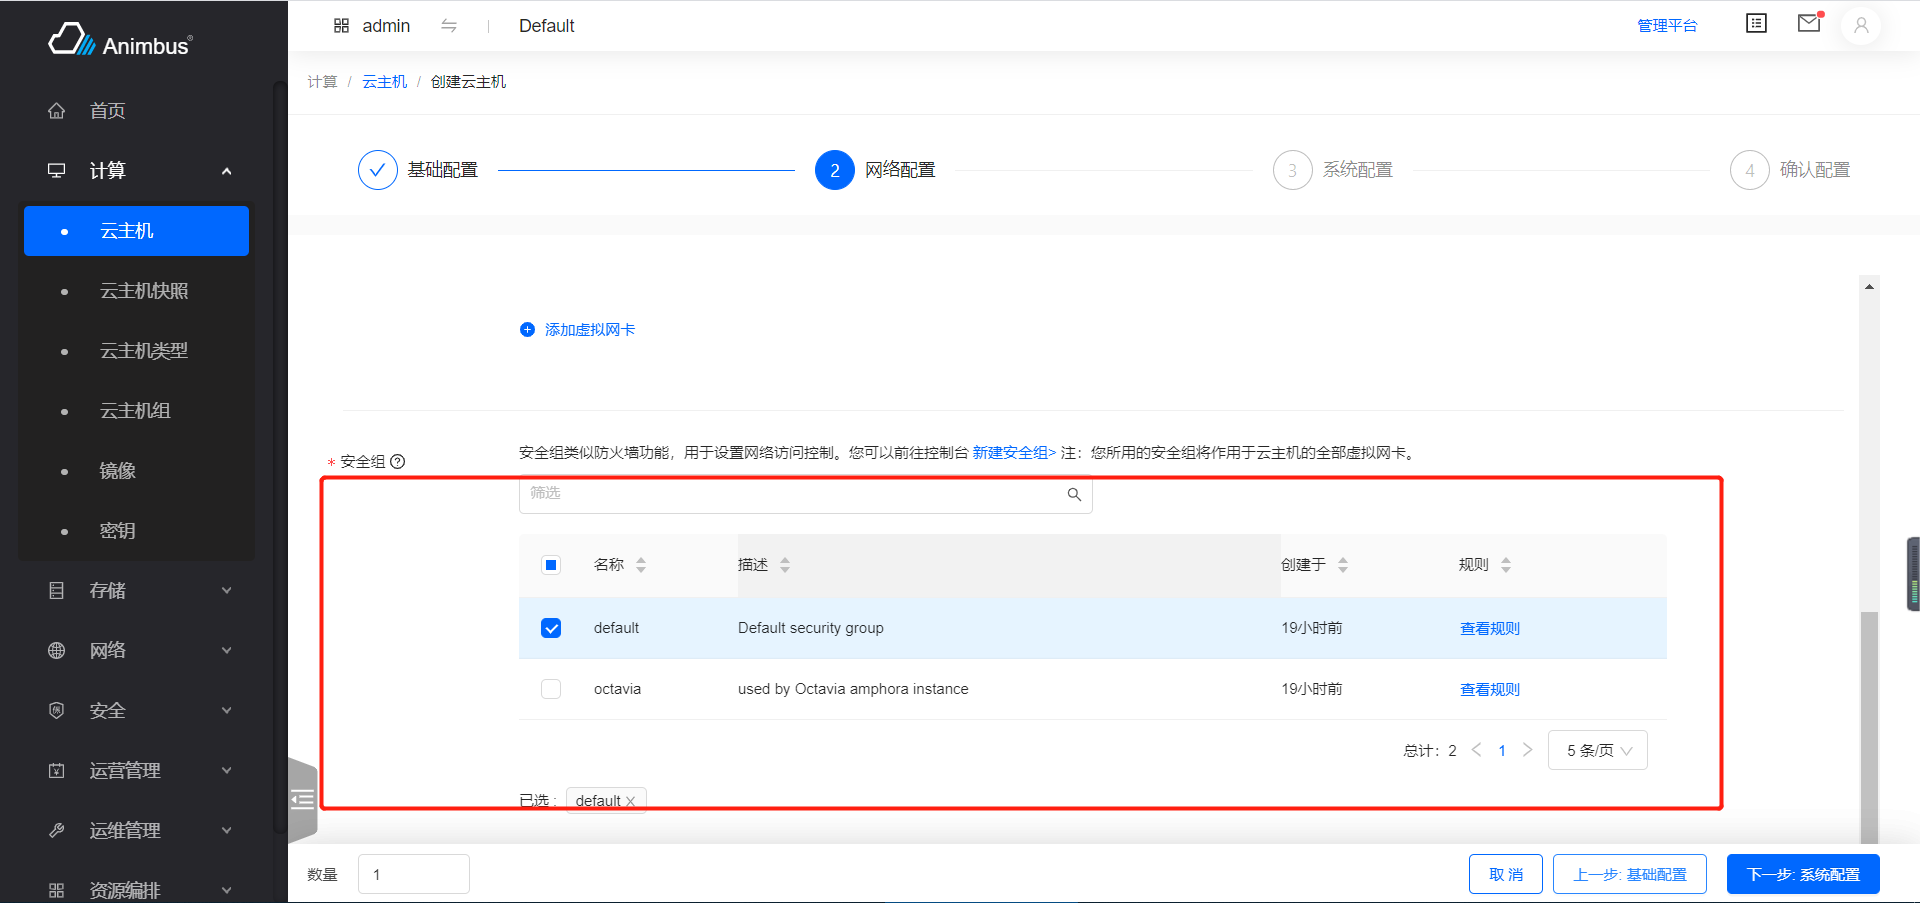 Animbus®
admin
Default
管理平台
首页
计算
云主机
云主机快照
云主机类型
云主机组
镜像
密钥
存储
网络
安全
运营管理
运维管理
资源编排
计算 / 云主机 / 创建云主机
基础配置
2 网络配置
3 系统配置
4 确认配置
添加虚拟网卡
* 安全组
安全组类似防火墙功能，用于设置网络访问控制。您可以前往控制台 新建安全组> 注：您所用的安全组将作用于云主机的全部虚拟网卡。
筛选
名称 描述 创建于 规则
default Default security group 19小时前 查看规则
octavia used by Octavia amphora instance 19小时前 查看规则
总计：2 < 1 > 5 条/页
已选 : default X
数量 1
取 消
上一步: 基础配置
下一步: 系统配置